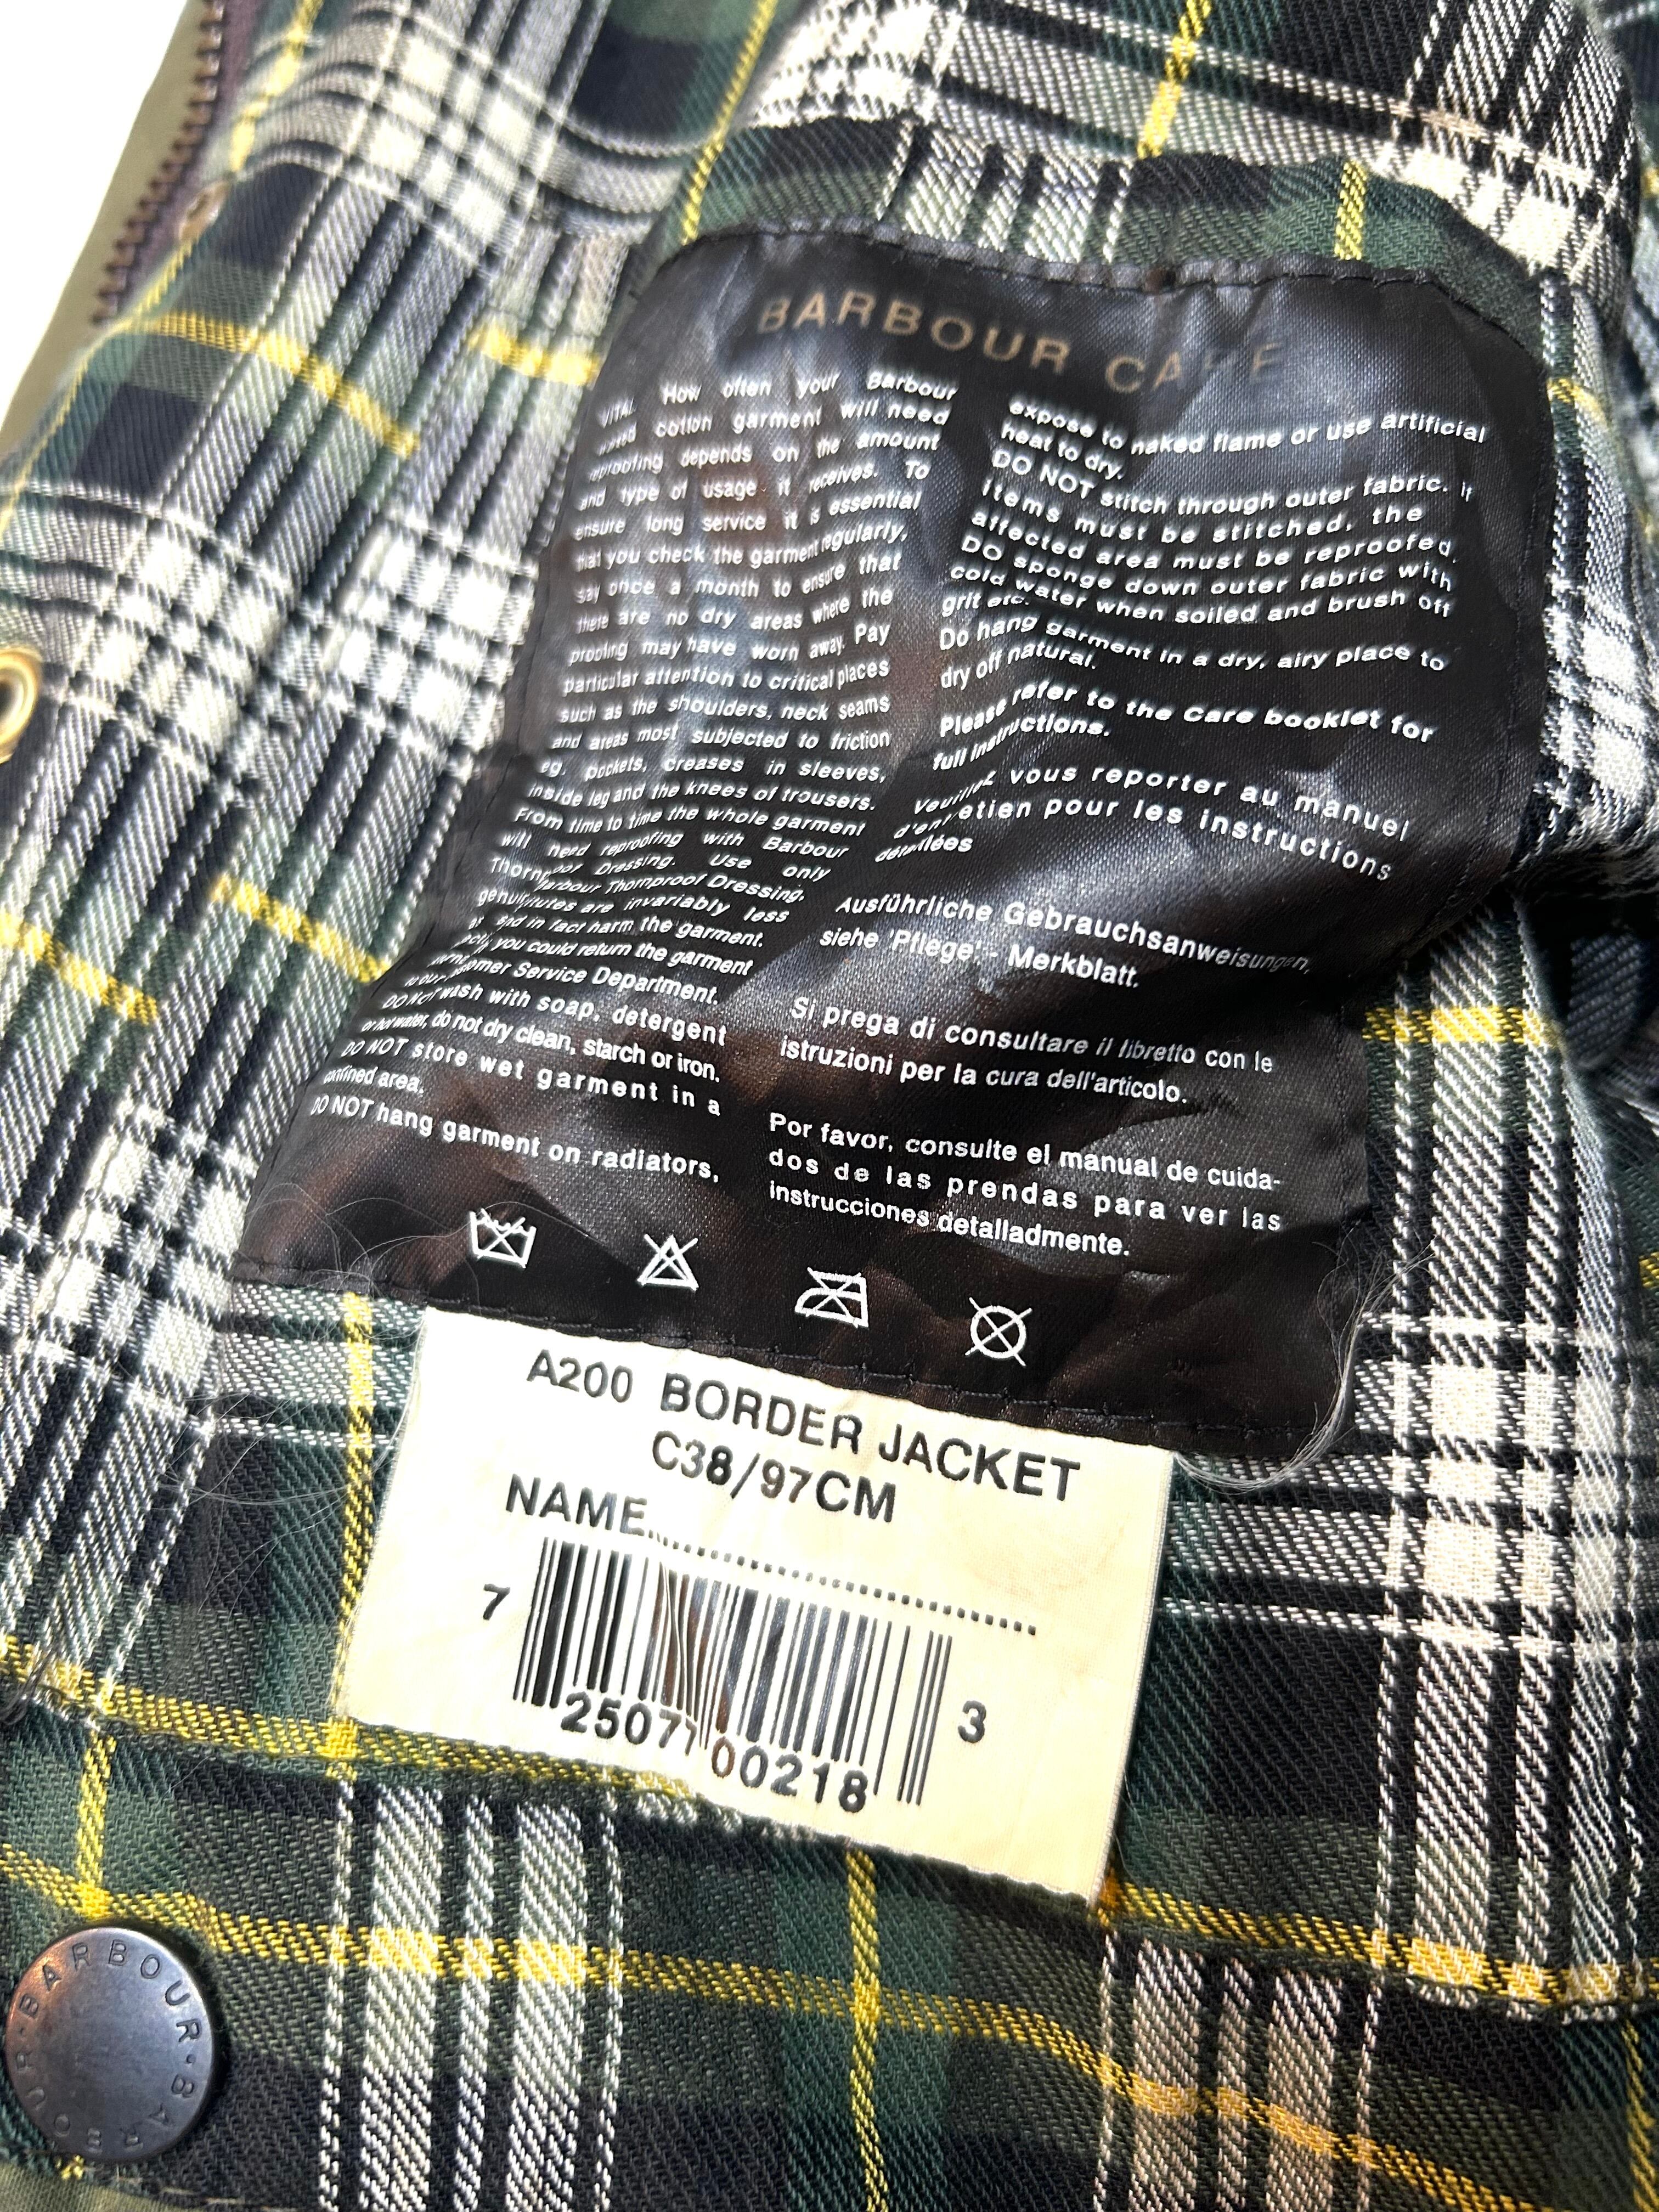 BARBOUR CARE
VITAL How often your Barbour
waxed cotton garment will need
reproofing depends on the amount
and type of usage it receives. To
ensure long service it is essential
that you check the garment regularly,
say once a month to ensure that
there are no dry areas where the
proofing may have worn away. Pay
particular attention to critical places
such as the shoulders, neck seams
and areas most subjected to friction
eg. pockets, creases in sleeves,
inside leg and the knees of trousers.
From time to time the whole garment
will need reproofing with Barbour
Dressing. Use only
Barbour Thornproof Dressing.
are invariably less
and in fact harm the garment.
you could return the garment
to our Customer Service Department.
DO NOT wash with soap, detergent
or hot water, do not dry clean, starch or iron.
DO NOT store wet garment in a
confined area.
DO NOT hang garment on radiators,
expose to naked flame or use artificial
heat to dry.
DO NOT stitch through outer fabric. If
items must be stitched, the
affected area must be reproofed.
DO sponge down outer fabric with
cold water when soiled and brush off
grit etc.
Do hang garment in a dry, airy place to
dry off natural.
Please refer to the care booklet for
full instructions.
Veuillez vous reporter au manuel
d'entretien pour les instructions
détaillées
Ausführliche Gebrauchsanweisungen,
siehe 'Pflege'- Merkblatt.
Si prega di consultare il libretto con le
istruzioni per la cura dell'articolo.
Por favor, consulte el manual de cuida-
dos de las prendas para ver las
instrucciones detalladmente.
A200 BORDER JACKET
C38/97CM
NAME
7 25077 00218 3
BARBOUR · BARBOUR ·